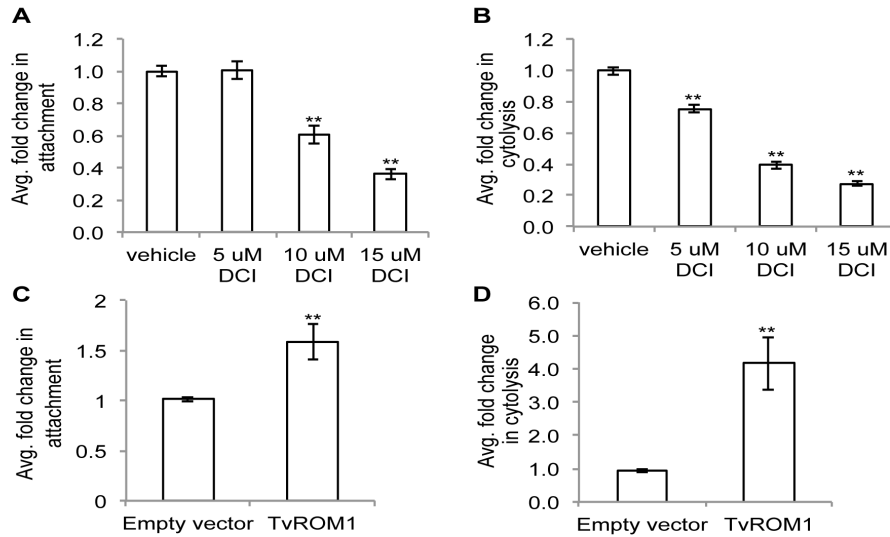 A
Avg. fold change in
attachment
1.2
1.0
0.8
0.6
0.4
0.2
0.0
**
**
vehicle 5 uM 10 uM 15 uM
DCI DCI DCI
B
Avg. fold change in
cytolysis
1.2
1.0
0.8
0.6
0.4
0.2
0.0
**
**
**
vehicle 5 uM 10 uM 15 uM
DCI DCI DCI
C
Avg. fold change in
attachment
2
1.5
1
0.5
0
**
Empty vector TvROM1
D
Avg. fold change
in cytolysis
6.0
5.0
4.0
3.0
2.0
1.0
0.0
**
Empty vector TvROM1